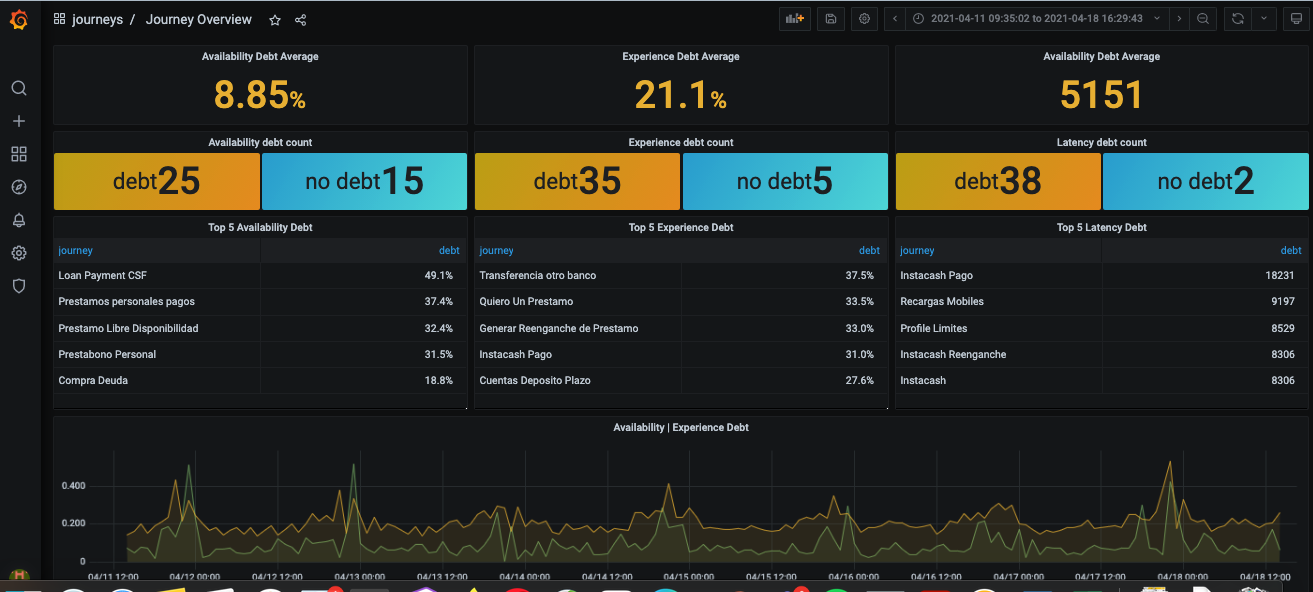 journeys / Journey Overview
2021-04-11 09:35:02 to 2021-04-18 16:29:43
Availability Debt Average
8.85%
Experience Debt Average
21.1%
Availability Debt Average
5151
Availability debt count
debt25 no debt15
Experience debt count
debt35 no debt5
Latency debt count
debt38 no debt2
Top 5 Availability Debt
journey debt
Loan Payment CSF 49.1%
Prestamos personales pagos 37.4%
Prestamo Libre Disponibilidad 32.4%
Prestabono Personal 31.5%
Compra Deuda 18.8%
Top 5 Experience Debt
journey debt
Transferencia otro banco 37.5%
Quiero Un Prestamo 33.5%
Generar Reenganche de Prestamo 33.0%
Instacash Pago 31.0%
Cuentas Deposito Plazo 27.6%
Top 5 Latency Debt
journey debt
Instacash Pago 18231
Recargas Mobiles 9197
Profile Limites 8529
Instacash Reenganche 8306
Instacash 8306
Availability | Experience Debt
0.400
0.200
0
04/11 12:00 04/12 00:00 04/12 12:00 04/13 00:00 04/13 12:00 04/14 00:00 04/14 12:00 04/15 00:00 04/15 12:00 04/16 00:00 04/16 12:00 04/17 00:00 04/17 12:00 04/18 00:00 04/18 12:00